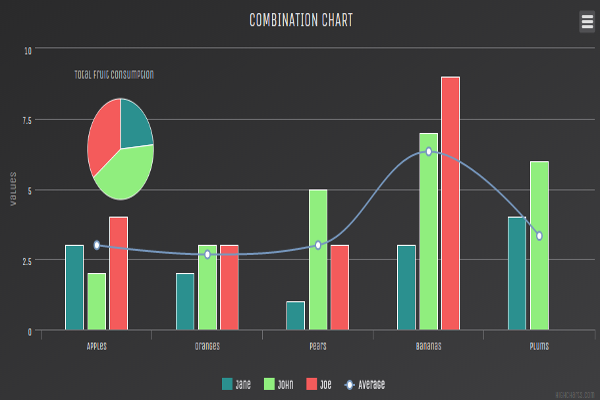 COMBINATION CHART
Total fruit consumption
Values
10
7.5
5
2.5
0
Apples
Oranges
Pears
Bananas
Plums
Jane
John
Joe
Average